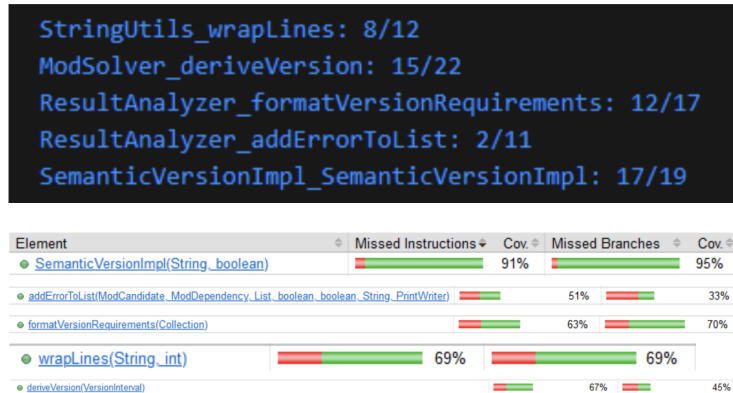 StringUtils_wrapLines: 8/12
ModSolver_deriveVersion: 15/22
ResultAnalyzer_formatVersionRequirements: 12/17
ResultAnalyzer_addErrorToList: 2/11
SemanticVersionImpl_SemanticVersionImpl: 17/19
Element Missed Instructions Cov. Missed Branches Cov.
SemanticVersionImpl(String, boolean) 91% 95%
addErrorToList(ModCandidate, ModDependency, List, boolean, boolean, String, PrintWriter) 51% 33%
formatVersionRequirements(Collection) 63% 70%
wrapLines(String, int) 69% 69%
deriveVersion(VersionInterval) 67% 45%